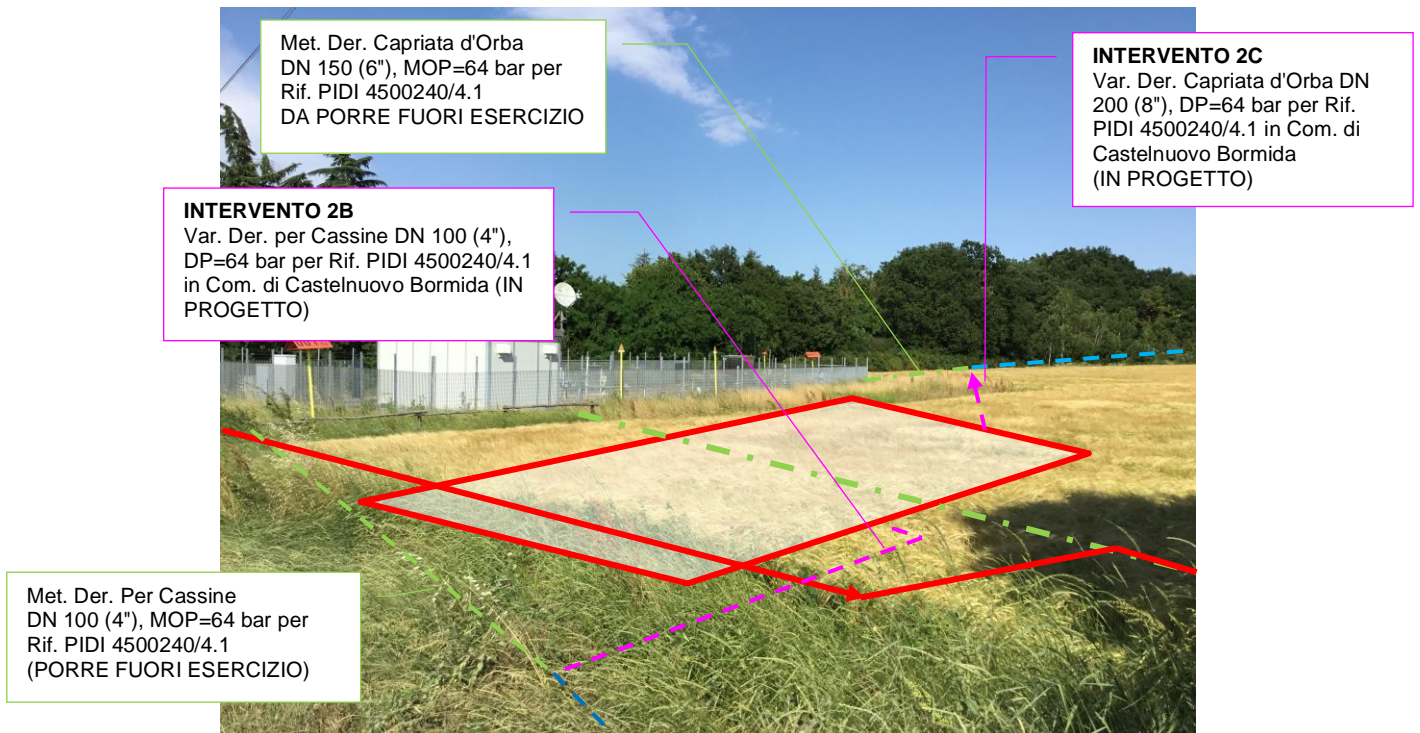 Met. Der. Capriata d'Orba
DN 150 (6"), MOP=64 bar per
Rif. PIDI 4500240/4.1
DA PORRE FUORI ESERCIZIO
INTERVENTO 2C
Var. Der. Capriata d'Orba DN
200 (8"), DP=64 bar per Rif.
PIDI 4500240/4.1 in Com. di
Castelnuovo Bormida
(IN PROGETTO)
INTERVENTO 2B
Var. Der. per Cassine DN 100 (4"),
DP=64 bar per Rif. PIDI 4500240/4.1
in Com. di Castelnuovo Bormida (IN
PROGETTO)
Met. Der. Per Cassine
DN 100 (4"), MOP=64 bar per
Rif. PIDI 4500240/4.1
(PORRE FUORI ESERCIZIO)